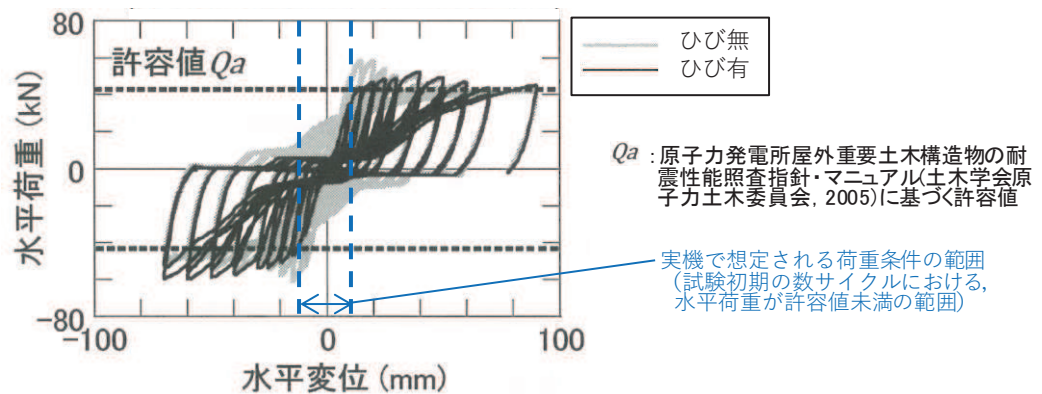 80
許容値Qa
水平荷重 (kN)
0
-80
-100
0
100
水平変位 (mm)
ひび無
ひび有
Qa :原子力発電所屋外重要土木構造物の耐
震性能照査指針・マニュアル(土木学会原
子力土木委員会, 2005)に基づく許容値
実機で想定される荷重条件の範囲
(試験初期の数サイクルにおける,
水平荷重が許容値未満の範囲)